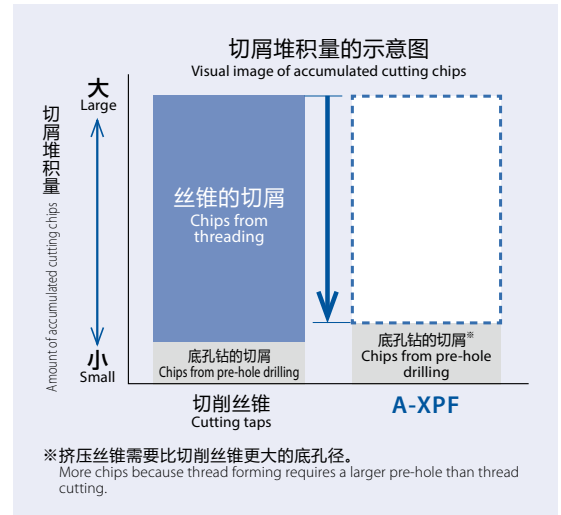 切屑堆积量的示意图
Visual image of accumulated cutting chips
切屑堆积量
Amount of accumulated cutting chips
大
Large
小
Small
丝锥的切屑
Chips from
threading
底孔钻的切屑
Chips from pre-hole drilling
底孔钻的切屑※
Chips from pre-hole
drilling
切削丝锥
Cutting taps
A-XPF
※挤压丝锥需要比切削丝锥更大的底孔径。
More chips because thread forming requires a larger pre-hole than thread
cutting.